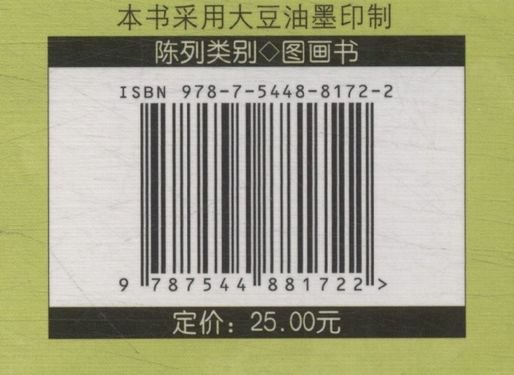 本书采用大豆油墨印制
陈列类别◇图画书
ISBN 978-7-5448-8172-2
9 787544 881722 >
定价：25.00元